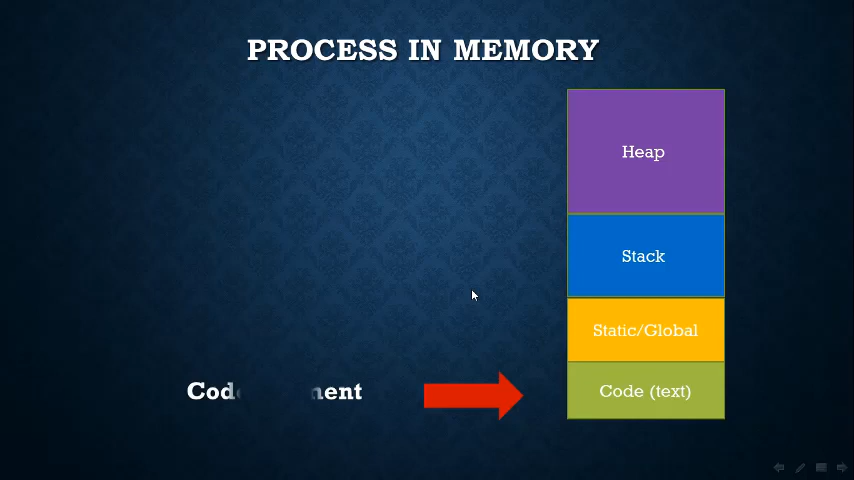 PROCESS IN MEMORY
Heap
Stack
Static/Global
Code (text)